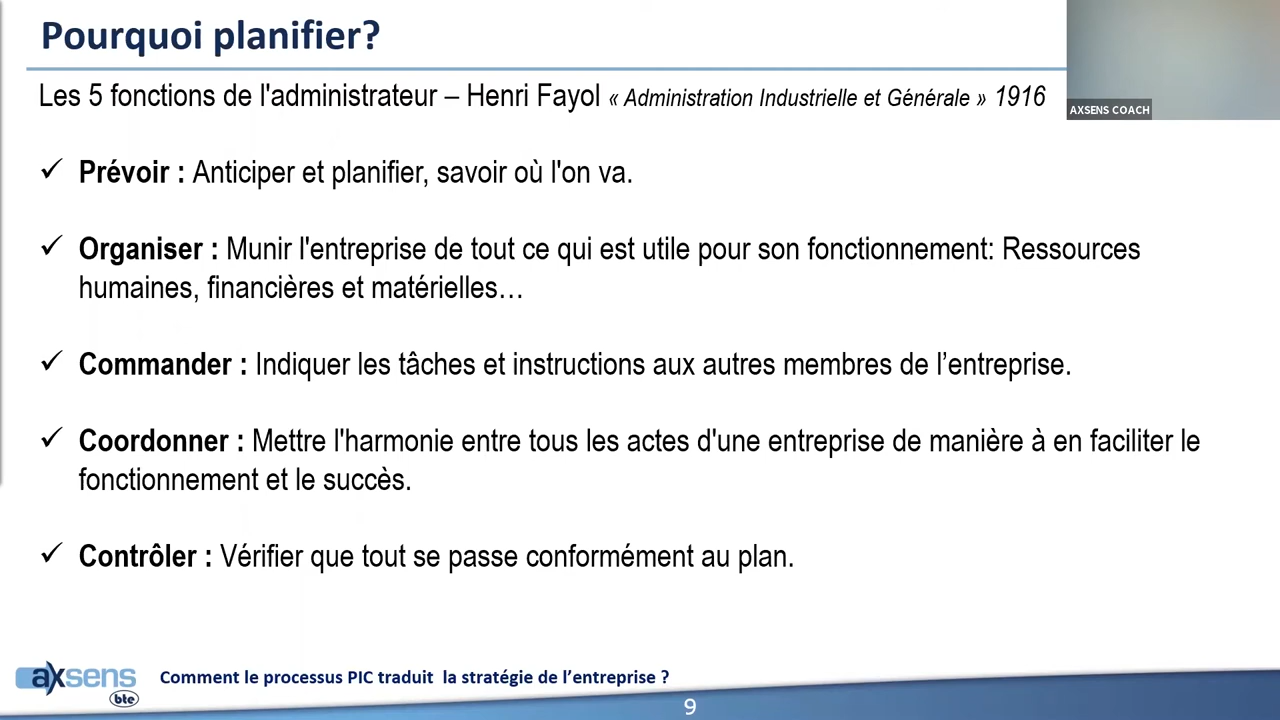 Pourquoi planifier?
Les 5 fonctions de l'administrateur – Henri Fayol « Administration Industrielle et Générale » 1916
AXSENS COACH
✓ Prévoir : Anticiper et planifier, savoir où l'on va.
✓ Organiser : Munir l'entreprise de tout ce qui est utile pour son fonctionnement: Ressources
humaines, financières et matérielles…
✓ Commander : Indiquer les tâches et instructions aux autres membres de l’entreprise.
✓ Coordonner : Mettre l'harmonie entre tous les actes d'une entreprise de manière à en faciliter le
fonctionnement et le succès.
✓ Contrôler : Vérifier que tout se passe conformément au plan.
axsens
bte
Comment le processus PIC traduit la stratégie de l’entreprise ?
9